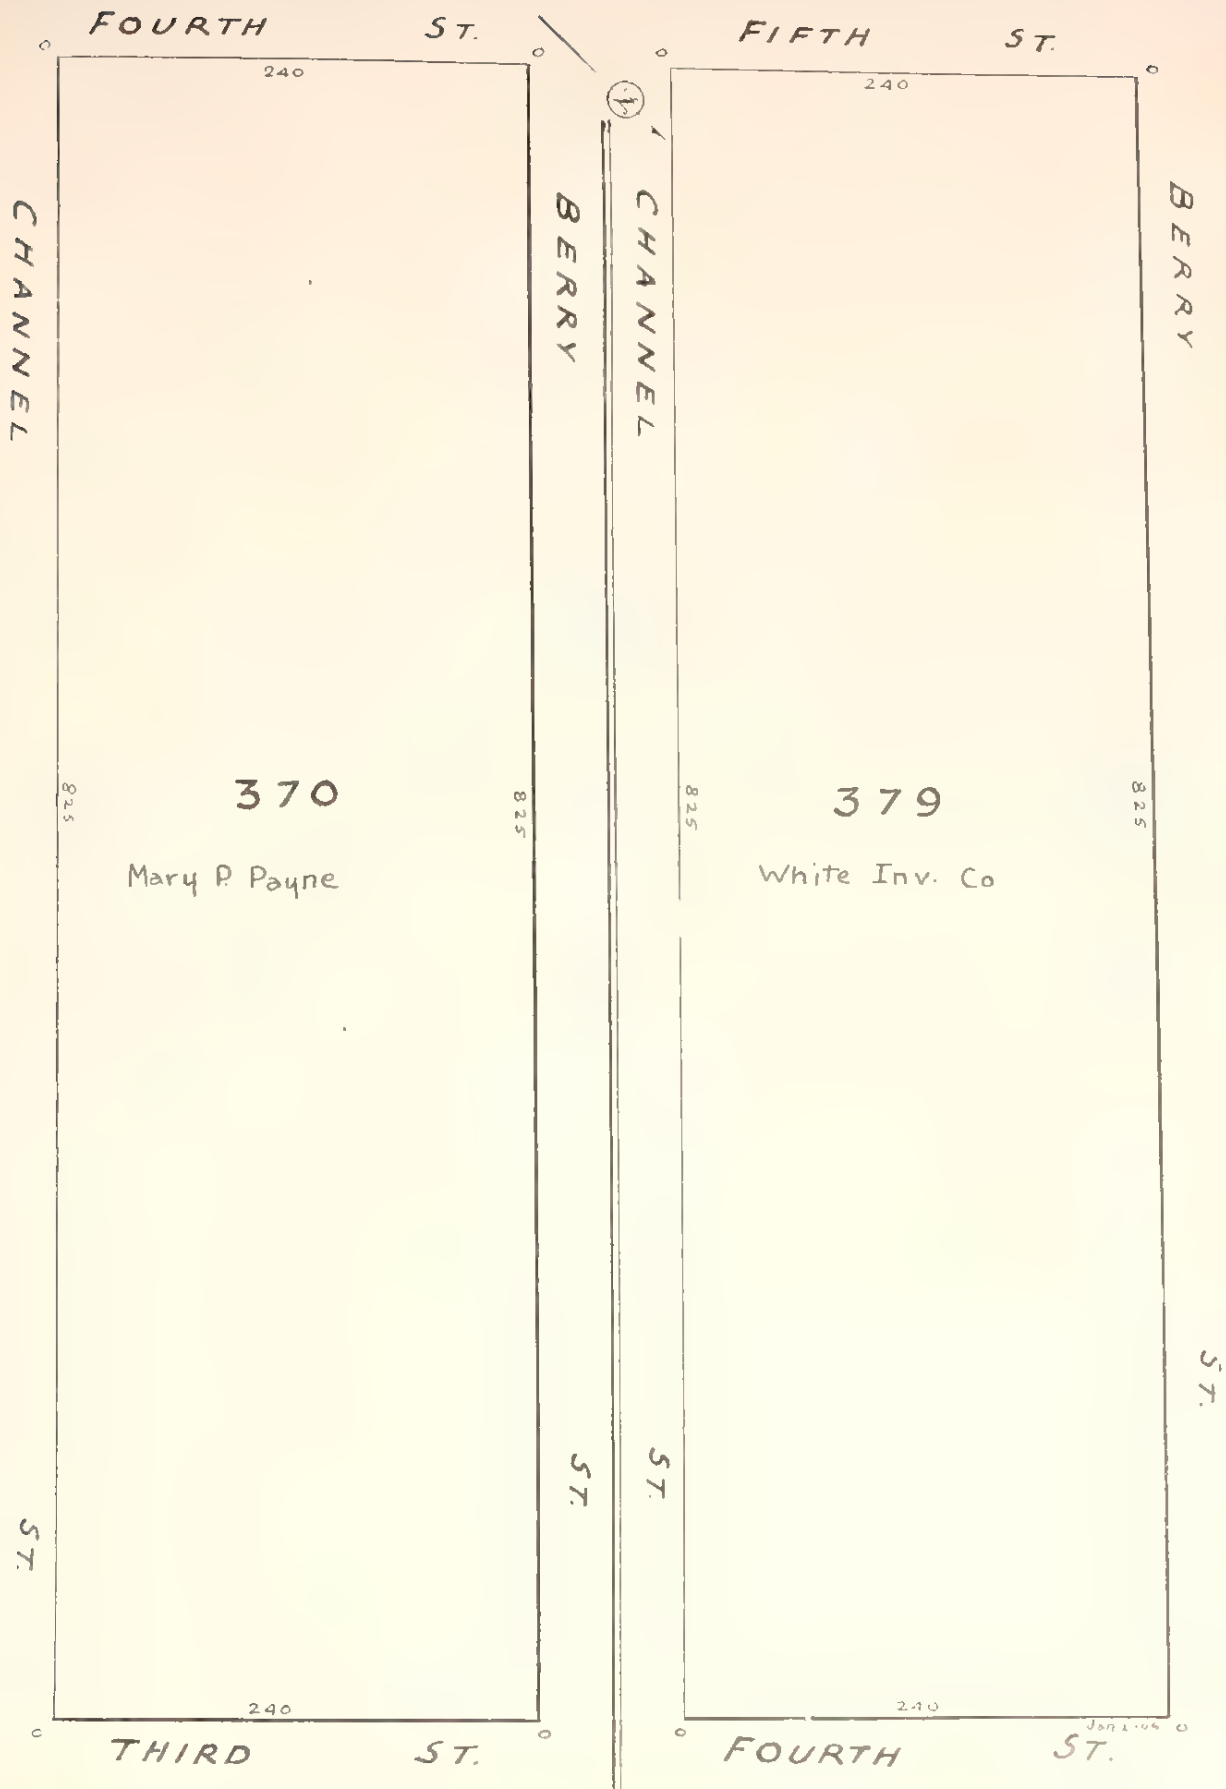 FOURTH ST.
240
CHANNEL ST.
BERRY ST.
825
825
370
Mary P. Payne
240
THIRD ST.
FIFTH ST.
240
CHANNEL ST.
BERRY ST.
825
825
379
White Inv. Co
240
FOURTH ST.